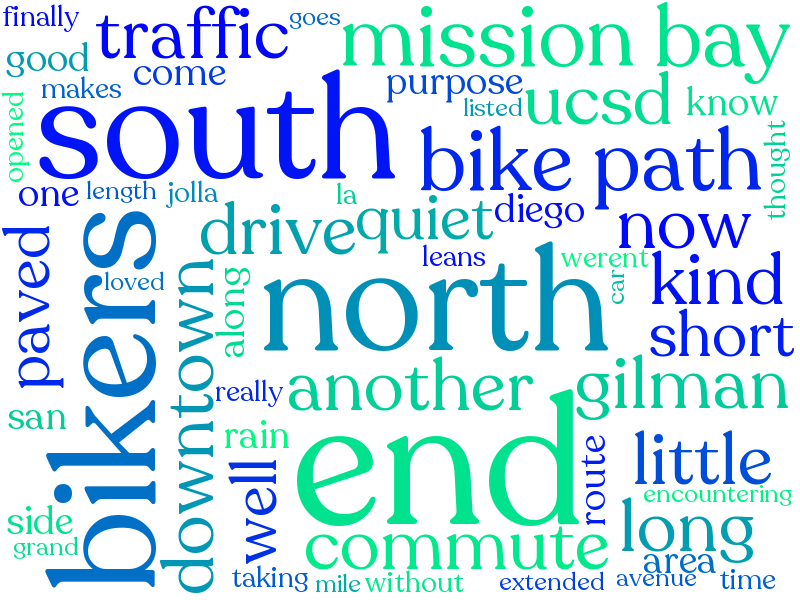 finally
goes
traffic
mission bay
good
come
purpose
makes
listed
ucsd
know
opened
south
bike path
thought
one
length
jolla
la
drive
quiet
diego
now
paved
bikers
loved
downtown
along
north
leans
werent
car
kind
short
really
another
gilman
san
rain
end
well
route
little
encountering
side
grand
commute
long
area
taking
mile
without
extended
avenue
time